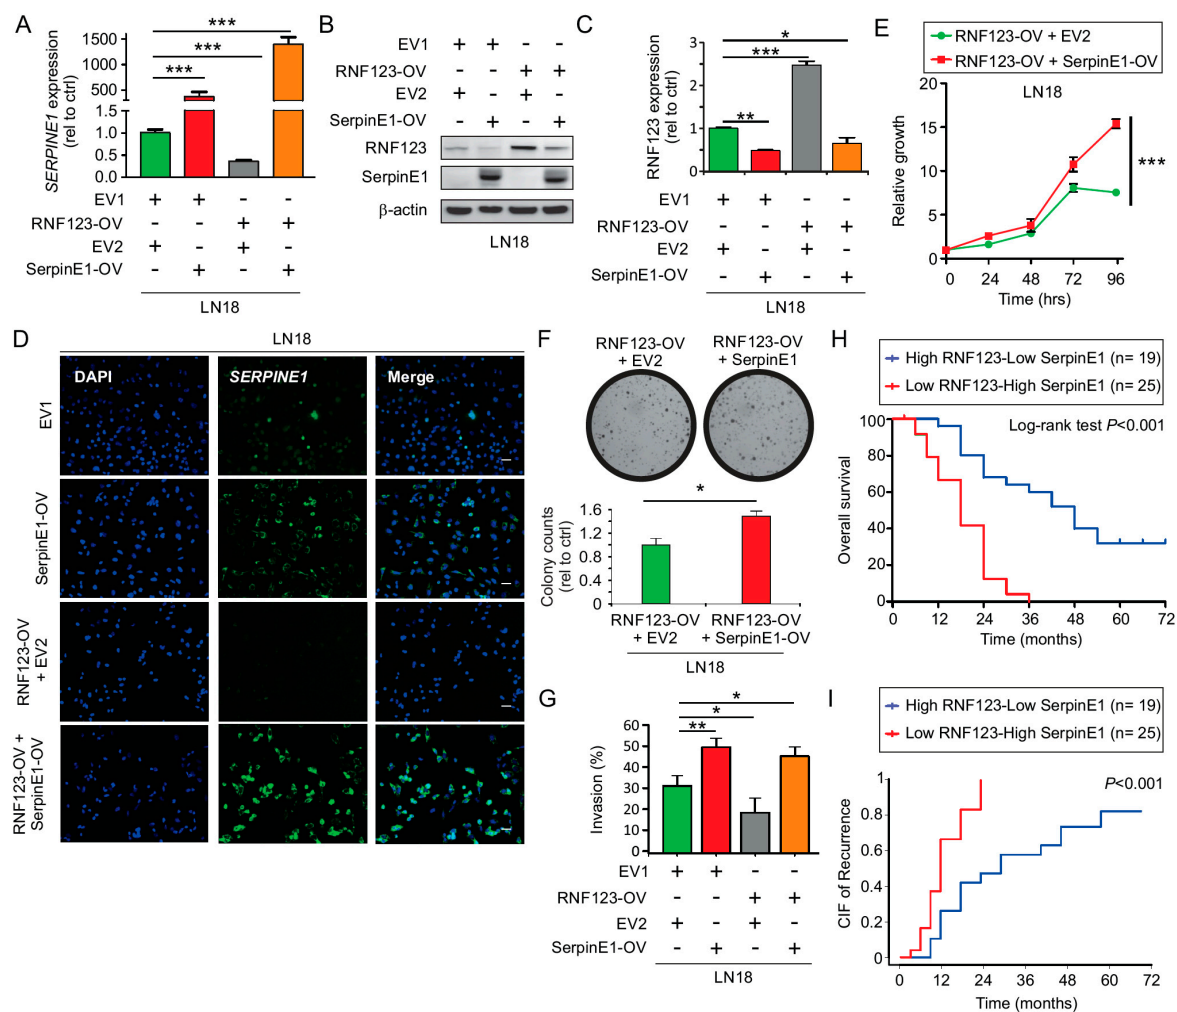 A
SERPINE1 expression
(rel to ctrl)
1500
1000
500
1.5
1.0
0.5
0.0
***
***
***
EV1 + + - -
RNF123-OV - - + +
EV2 + - + -
SerpinE1-OV - + - +
LN18
B
EV1 + + - -
RNF123-OV - - + +
EV2 + - + -
SerpinE1-OV - + - +
RNF123
SerpinE1
β-actin
LN18
C
RNF123 expression
(rel to ctrl)
3
2
1
0
*
***
**
EV1 + + - -
RNF123-OV - - + +
EV2 + - + -
SerpinE1-OV - + - +
LN18
E
RNF123-OV + EV2
RNF123-OV + SerpinE1-OV
LN18
Relative growth
20
15
10
5
0
***
0 24 48 72 96
Time (hrs)
D
LN18
DAPI SERPINE1 Merge
EV1
SerpinE1-OV
RNF123-OV
+ EV2
RNF123-OV +
SerpinE1-OV
F
RNF123-OV
+ EV2
RNF123-OV
+ SerpinE1
*
Colony counts
(rel to ctrl)
1.6
1.2
0.8
0.4
0
RNF123-OV
+ EV2
RNF123-OV
+ SerpinE1-OV
LN18
G
Invasion (%)
60
50
40
30
20
10
0
*
*
**
EV1 + + - -
RNF123-OV - - + +
EV2 + - + -
SerpinE1-OV - + - +
LN18
H
High RNF123-Low SerpinE1 (n= 19)
Low RNF123-High SerpinE1 (n= 25)
Log-rank test P<0.001
Overall survival
100
80
60
40
20
0
0 12 24 36 48 60 72
Time (months)
I
High RNF123-Low SerpinE1 (n= 19)
Low RNF123-High SerpinE1 (n= 25)
P<0.001
CIF of Recurrence
1
0.8
0.6
0.4
0.2
0
0 12 24 36 48 60 72
Time (months)